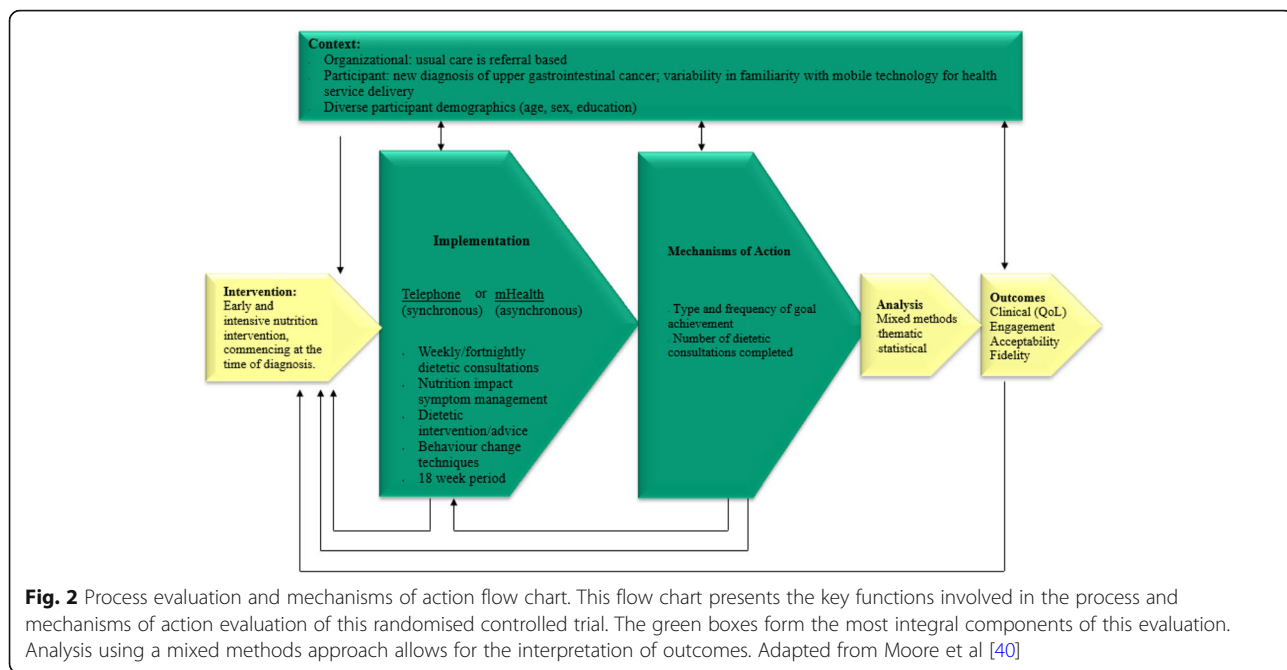 Context:
Organizational: usual care is referral based
Participant: new diagnosis of upper gastrointestinal cancer; variability in familiarity with mobile technology for health
service delivery
Diverse participant demographics (age, sex, education)
Intervention:
Early and
intensive nutrition
intervention,
commencing at the
time of diagnosis.
Implementation
Telephone or mHealth
(synchronous) (asynchronous)
· Weekly/fortnightly
dietetic consultations
· Nutrition impact
symptom management
· Dietetic
intervention/advice
· Behaviour change
techniques
· 18 week period
Mechanisms of Action
· Type and frequency of goal
achievement
· Number of dietetic
consultations completed
Analysis
Mixed methods
·thematic
·statistical
Outcomes
Clinical (QoL)
Engagement
Acceptability
Fidelity
Fig. 2 Process evaluation and mechanisms of action flow chart. This flow chart presents the key functions involved in the process and
mechanisms of action evaluation of this randomised controlled trial. The green boxes form the most integral components of this evaluation.
Analysis using a mixed methods approach allows for the interpretation of outcomes. Adapted from Moore et al [40]